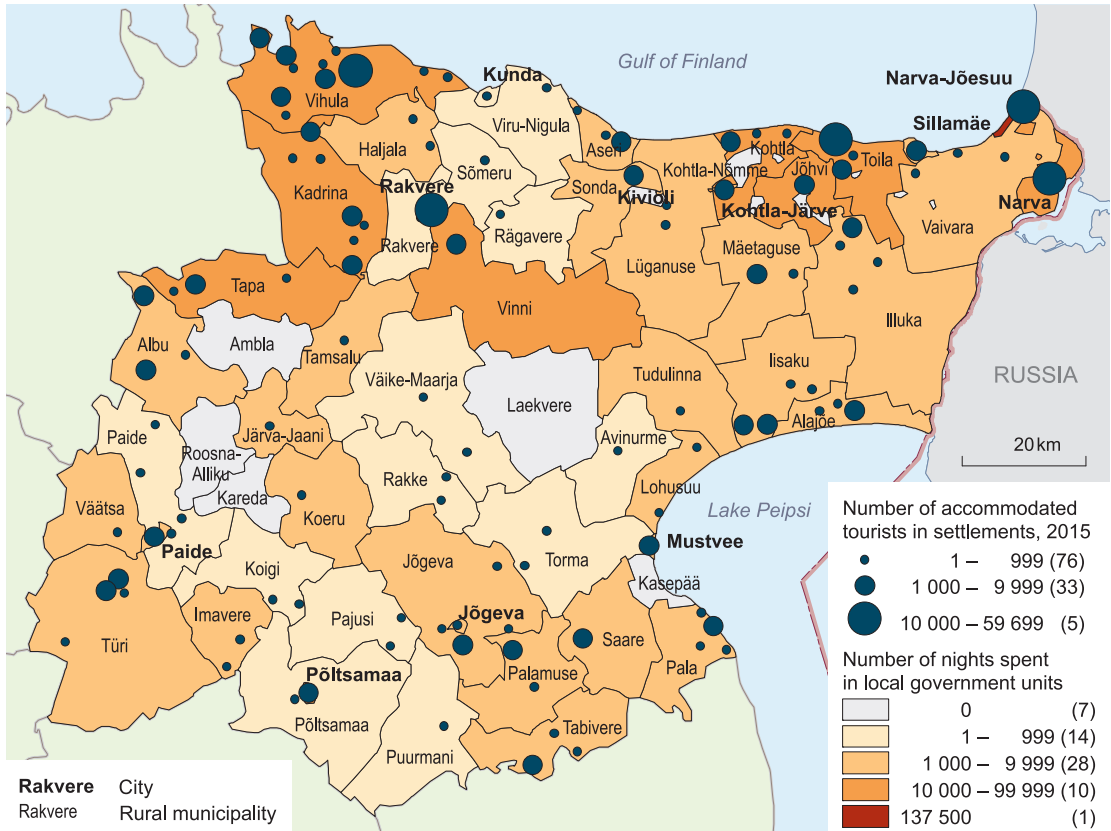 Gulf of Finland
Kunda
Narva-Jõesuu
Sillamäe
Vihula
Viru-Nigula
Haljala
Aseri
Kohtla
Toila
Kohtla-Nõmme
Jõhvi
Sõmeru
Sonda
Kadrina
Rakvere
Kiviõli
Kohtla-Järve
Narva
Rakvere
Rägavere
Mäetaguse
Vaivara
Lüganuse
Tapa
Vinni
Illuka
Albu
Ambla
Tamsalu
Iisaku
Väike-Maarja
Tudulinna
RUSSIA
Laekvere
Alajõe
Paide
Järva-Jaani
Avinurme
20 km
Roosna-
Alliku
Rakke
Kareda
Lohusuu
Väätsa
Koeru
Lake Peipsi
Paide
Mustvee
Jõgeva
Torma
Koigi
Kasepää
Imavere
Pajusi
Jõgeva
Türi
Saare
Põltsamaa
Palamuse
Pala
Põltsamaa
Tabivere
Puurmani
Number of accommodated
tourists in settlements, 2015
1 – 999 (76)
1 000 – 9 999 (33)
10 000 – 59 699 (5)
Number of nights spent
in local government units
0 (7)
1 – 999 (14)
1 000 – 9 999 (28)
10 000 – 99 999 (10)
137 500 (1)
Rakvere City
Rakvere Rural municipality